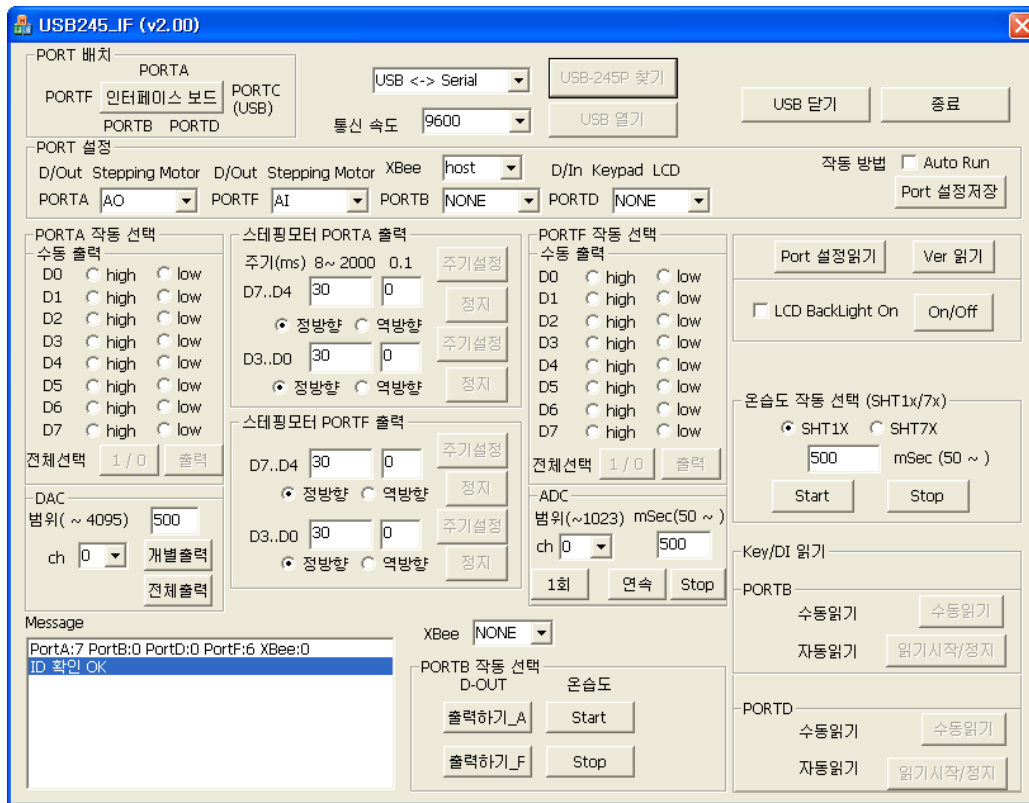 USB245_IF (v2.00)
PORT 배치
PORTA
PORTF 인터페이스 보드 PORTC (USB)
PORTB PORTD
USB <-> Serial
USB-245P 찾기
통신 속도 9600
USB 열기
USB 닫기
종료
PORT 설정
D/Out Stepping Motor D/Out Stepping Motor XBee host D/In Keypad LCD
작동 방법 Auto Run
PORTA AO PORTF AI PORTB NONE PORTD NONE
Port 설정저장
PORTA 작동 선택
수동 출력
D0 high low
D1 high low
D2 high low
D3 high low
D4 high low
D5 high low
D6 high low
D7 high low
전체선택 1 / 0 출력
DAC
범위( ~ 4095) 500
ch 0 개별출력
전체출력
스테핑모터 PORTA 출력
주기(ms) 8~ 2000 0.1 주기설정
D7..D4 30 0 정지
정방향 역방향
주기설정
D3..D0 30 0
정방향 역방향 정지
스테핑모터 PORTF 출력
D7..D4 30 0 주기설정
정방향 역방향 정지
D3..D0 30 0 주기설정
정방향 역방향 정지
PORTF 작동 선택
수동 출력
D0 high low
D1 high low
D2 high low
D3 high low
D4 high low
D5 high low
D6 high low
D7 high low
전체선택 1 / 0 출력
ADC
범위(~1023) mSec(50 ~ )
ch 0 500
1회 연속 Stop
Port 설정읽기 Ver 읽기
LCD BackLight On On/Off
온습도 작동 선택 (SHT1x/7x)
SHT1X SHT7X
500 mSec (50 ~ )
Start Stop
Key/DI 읽기
PORTB
수동읽기 수동읽기
자동읽기 읽기시작/정지
PORTD
수동읽기 수동읽기
자동읽기 읽기시작/정지
Message
PortA:7 PortB:0 PortD:0 PortF:6 XBee:0
ID 확인 OK
XBee NONE
PORTB 작동 선택
D-OUT 온습도
출력하기_A Start
출력하기_F Stop